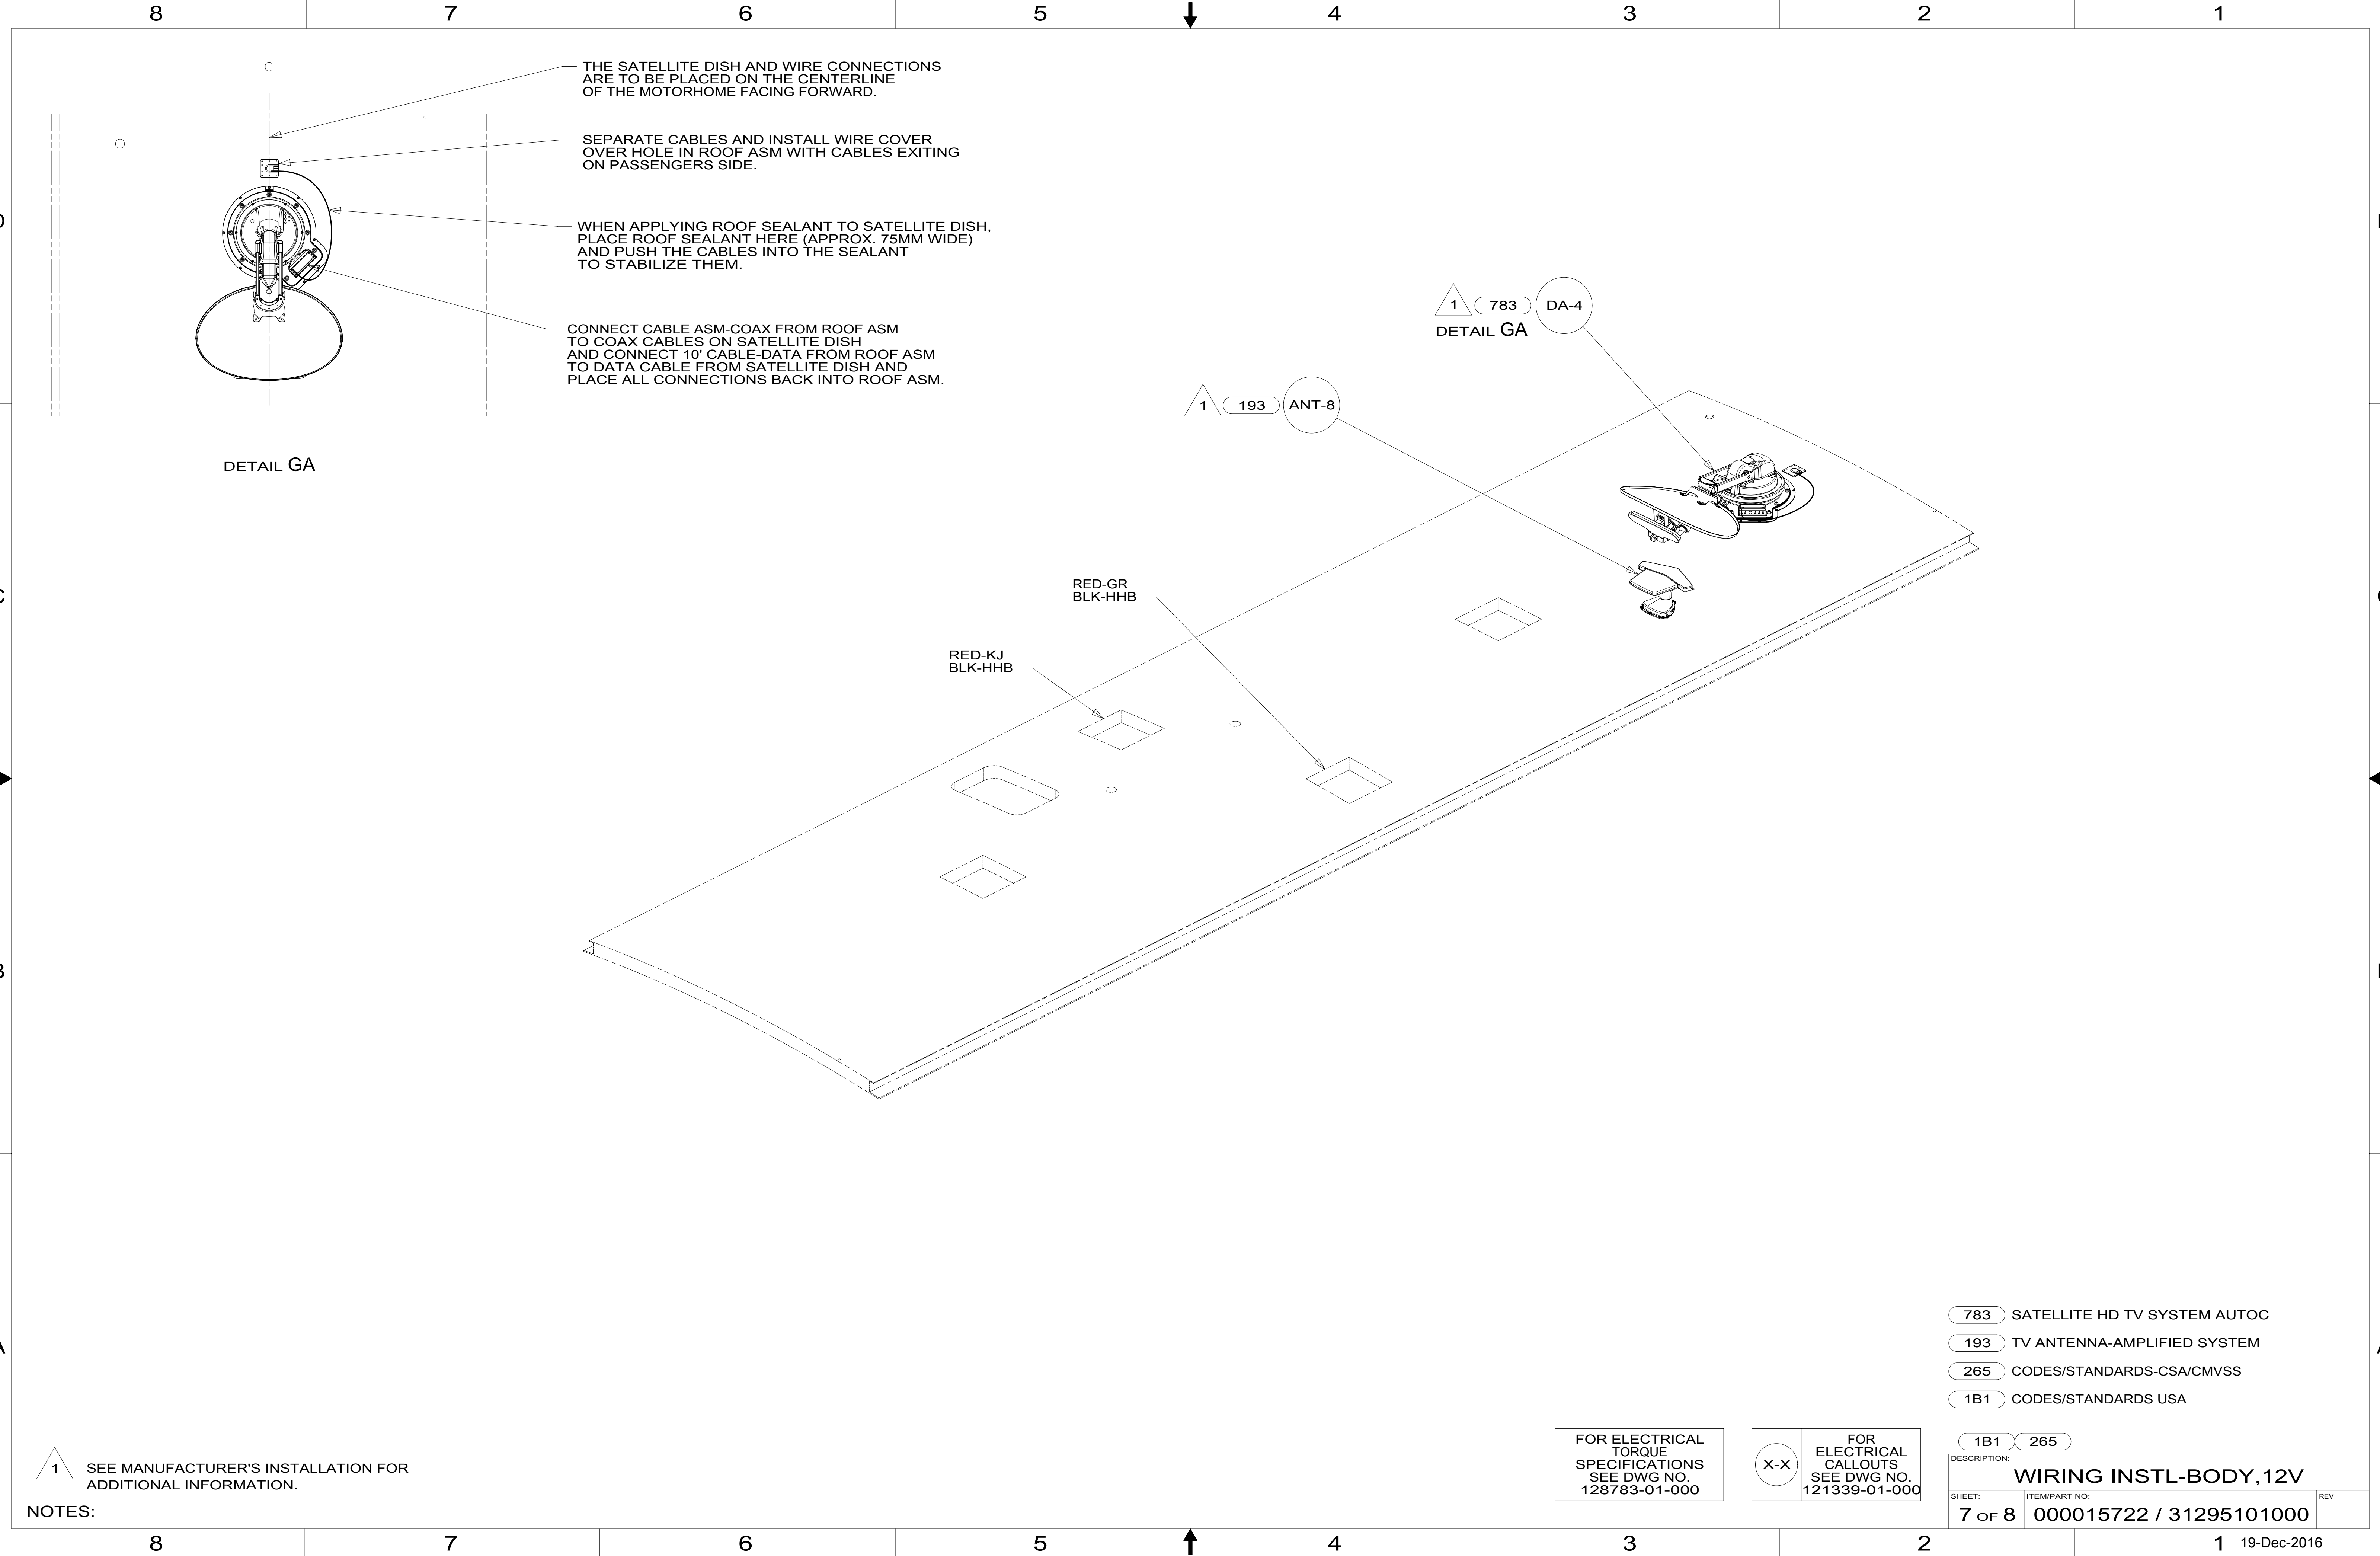 8 7 6 5 4 3 2 1
℄
THE SATELLITE DISH AND WIRE CONNECTIONS
ARE TO BE PLACED ON THE CENTERLINE
OF THE MOTORHOME FACING FORWARD.
SEPARATE CABLES AND INSTALL WIRE COVER
OVER HOLE IN ROOF ASM WITH CABLES EXITING
ON PASSENGERS SIDE.
WHEN APPLYING ROOF SEALANT TO SATELLITE DISH,
PLACE ROOF SEALANT HERE (APPROX. 75MM WIDE)
AND PUSH THE CABLES INTO THE SEALANT
TO STABILIZE THEM.
CONNECT CABLE ASM-COAX FROM ROOF ASM
TO COAX CABLES ON SATELLITE DISH
AND CONNECT 10' CABLE-DATA FROM ROOF ASM
TO DATA CABLE FROM SATELLITE DISH AND
PLACE ALL CONNECTIONS BACK INTO ROOF ASM.
DETAIL GA
1 783 DA-4
DETAIL GA
1 193 ANT-8
RED-GR
BLK-HHB
RED-KJ
BLK-HHB
783 SATELLITE HD TV SYSTEM AUTOC
193 TV ANTENNA-AMPLIFIED SYSTEM
265 CODES/STANDARDS-CSA/CMVSS
1B1 CODES/STANDARDS USA
1B1 265
1 SEE MANUFACTURER'S INSTALLATION FOR
ADDITIONAL INFORMATION.
NOTES:
FOR ELECTRICAL
TORQUE
SPECIFICATIONS
SEE DWG NO.
128783-01-000
X-X
FOR
ELECTRICAL
CALLOUTS
SEE DWG NO.
121339-01-000
DESCRIPTION:
WIRING INSTL-BODY,12V
SHEET: ITEM/PART NO: REV
7 OF 8 000015722 / 31295101000
8 7 6 5 4 3 2 1
19-Dec-2016